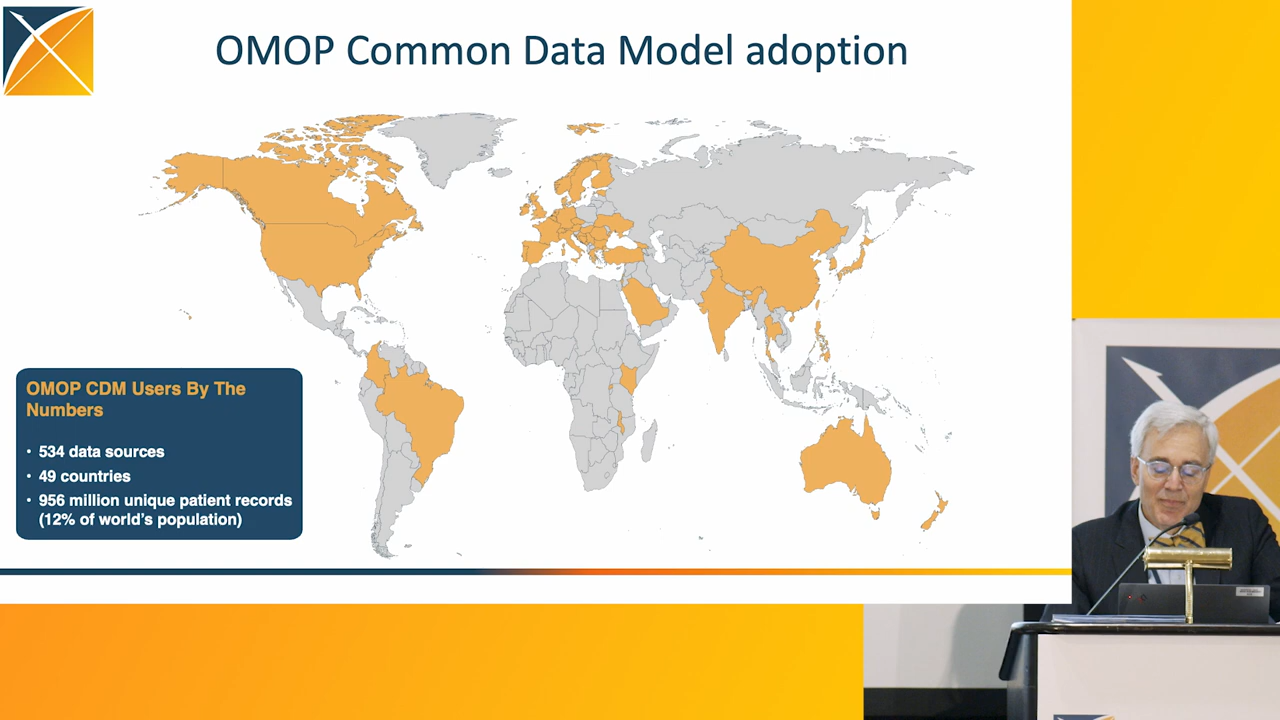 OMOP Common Data Model adoption
OMOP CDM Users By The
Numbers
• 534 data sources
• 49 countries
• 956 million unique patient records
(12% of world's population)